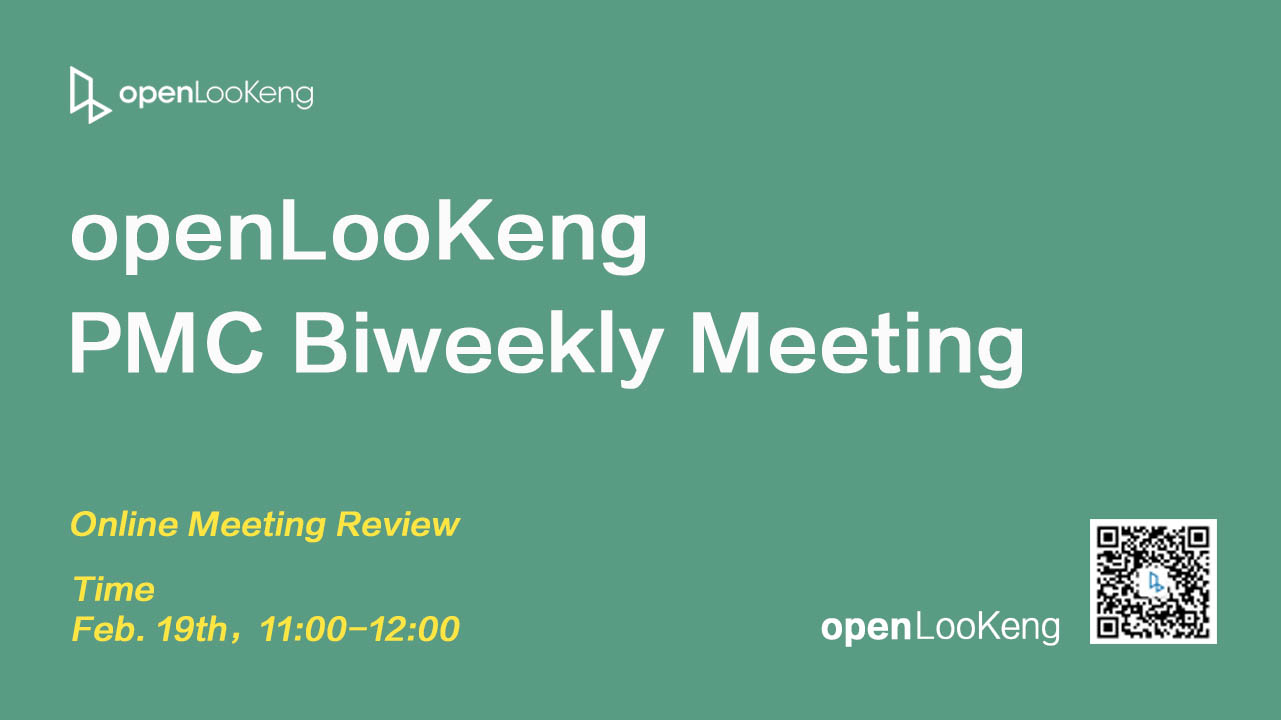 openLooKeng
openLooKeng
PMC Biweekly Meeting
Online Meeting Review
Time
Feb. 19th，11:00-12:00
openLooKeng